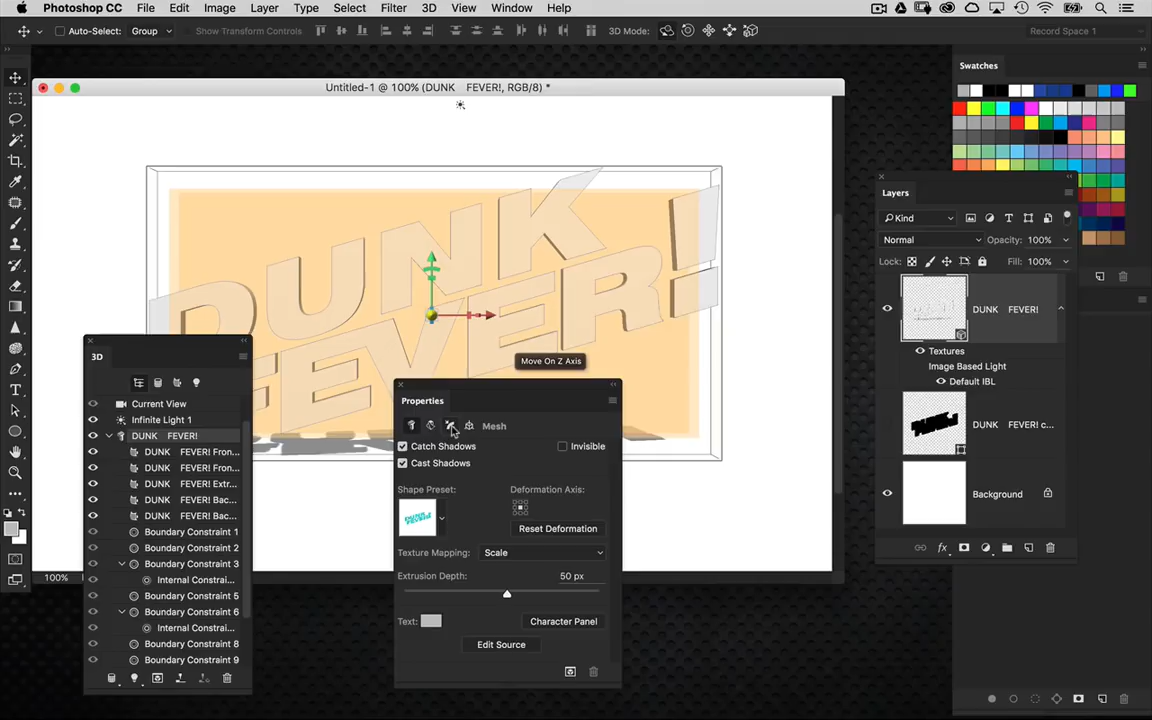 Photoshop CC File Edit Image Layer Type Select Filter 3D View Window Help
Auto-Select: Group Show Transform Controls 3D Mode: Record Space 1
Untitled-1 @ 100% (DUNK FEVER!, RGB/8) *
DUNK
FEVER!
Move On Z Axis
100%
3D
Current View
Infinite Light 1
DUNK FEVER!
DUNK FEVER! Fron...
DUNK FEVER! Fron...
DUNK FEVER! Extr...
DUNK FEVER! Bac...
DUNK FEVER! Bac...
Boundary Constraint 1
Boundary Constraint 2
Boundary Constraint 3
Internal Constrai...
Boundary Constraint 5
Boundary Constraint 6
Internal Constrai...
Boundary Constraint 8
Boundary Constraint 9
Properties
Mesh
Catch Shadows Invisible
Cast Shadows
Shape Preset: Deformation Axis:
DUNK
FEVER!
Reset Deformation
Texture Mapping: Scale
Extrusion Depth: 50 px
Text: Character Panel
Edit Source
Swatches
Layers
Kind
Normal Opacity: 100%
Lock: Fill: 100%
DUNK FEVER!
Textures
Image Based Light
Default IBL
DUNK FEVER! c...
Background